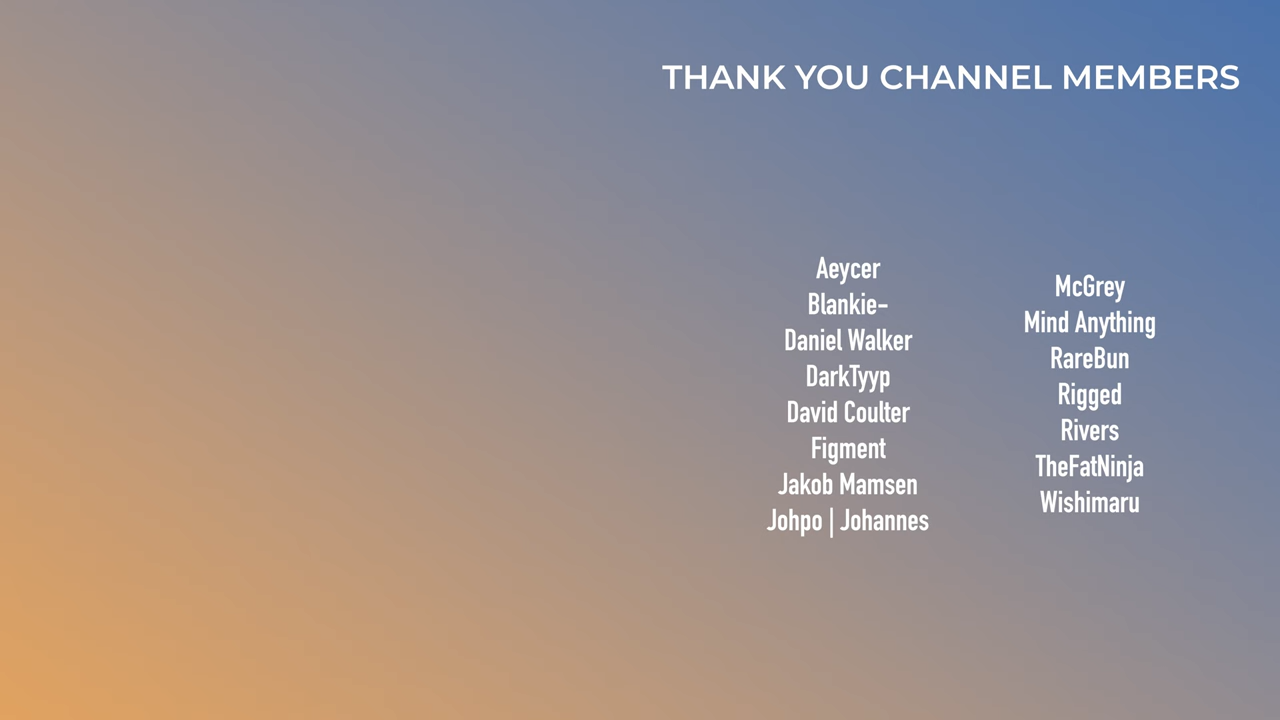 THANK YOU CHANNEL MEMBERS
Aeycer
Blankie-
Daniel Walker
DarkTyyp
David Coulter
Figment
Jakob Mamsen
Johpo | Johannes
McGrey
Mind Anything
RareBun
Rigged
Rivers
TheFatNinja
Wishimaru